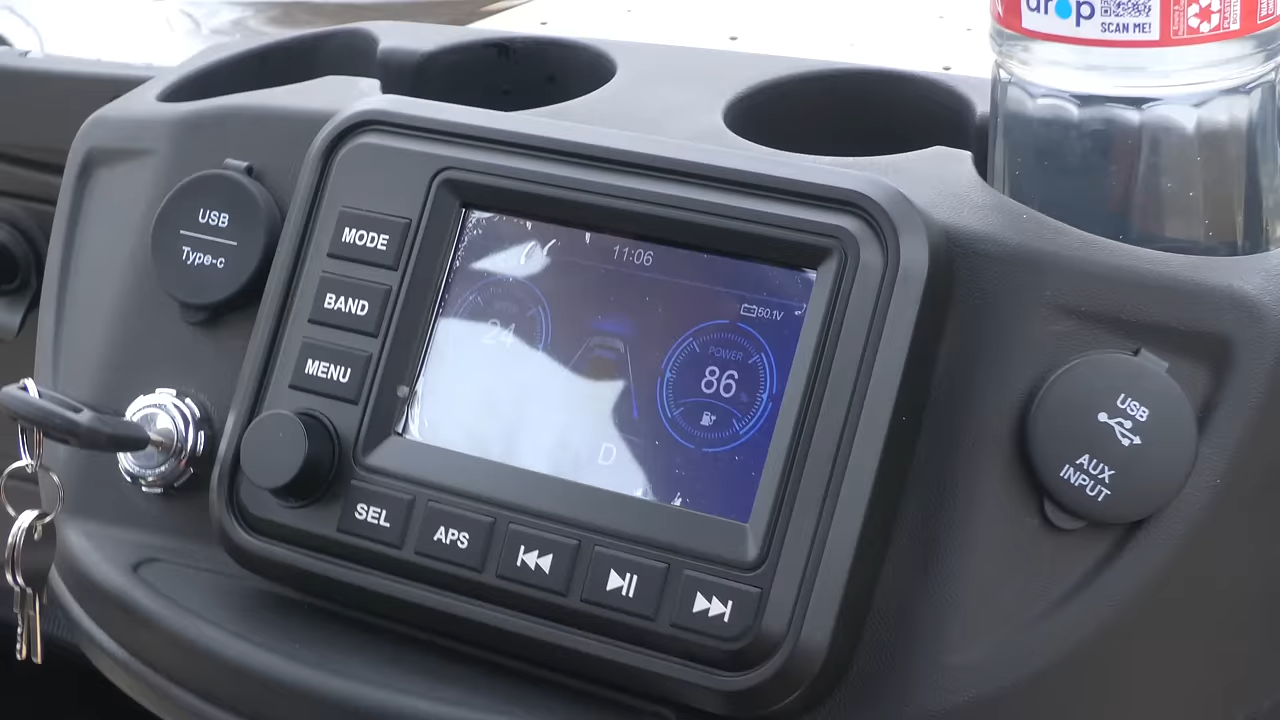 drop
SCAN ME!
USB
Type-c
MODE
BAND
MENU
11:06
50.1V
24
POWER
86
D
SEL
APS
USB
AUX
INPUT